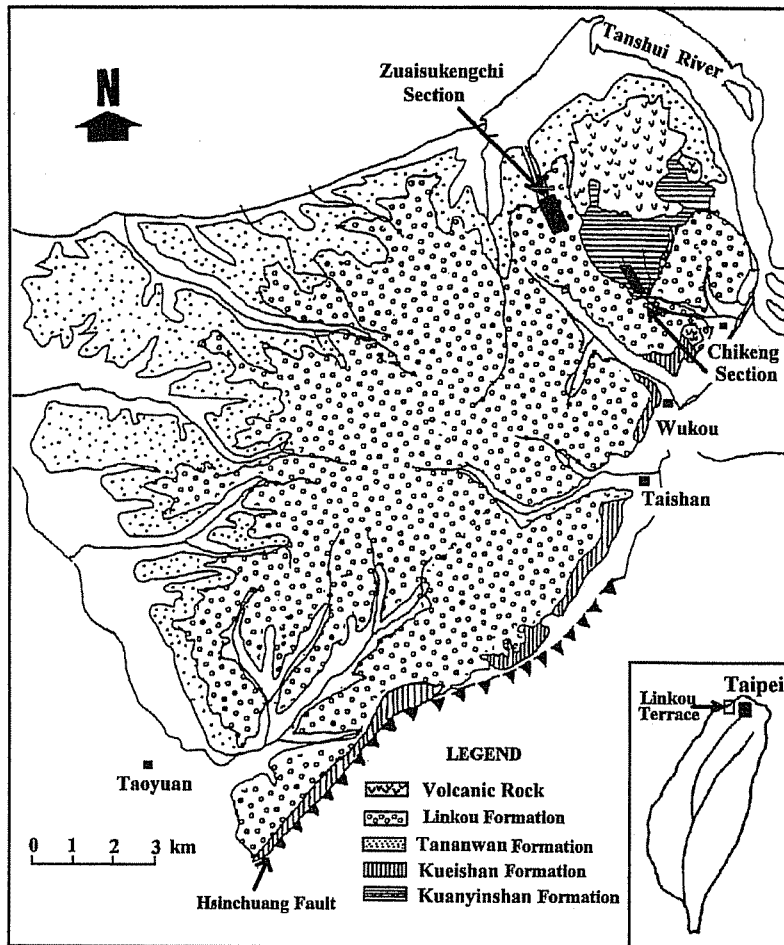 Tanshui River
Zuaisukengchi
Section
N
Chikeng
Section
Wukou
Taishan
Taoyuan
0 1 2 3 km
Hsinchuang Fault
LEGEND
Volcanic Rock
Linkou Formation
Tananwan Formation
Kueishan Formation
Kuanyinshan Formation
Taipei
Linkou
Terrace